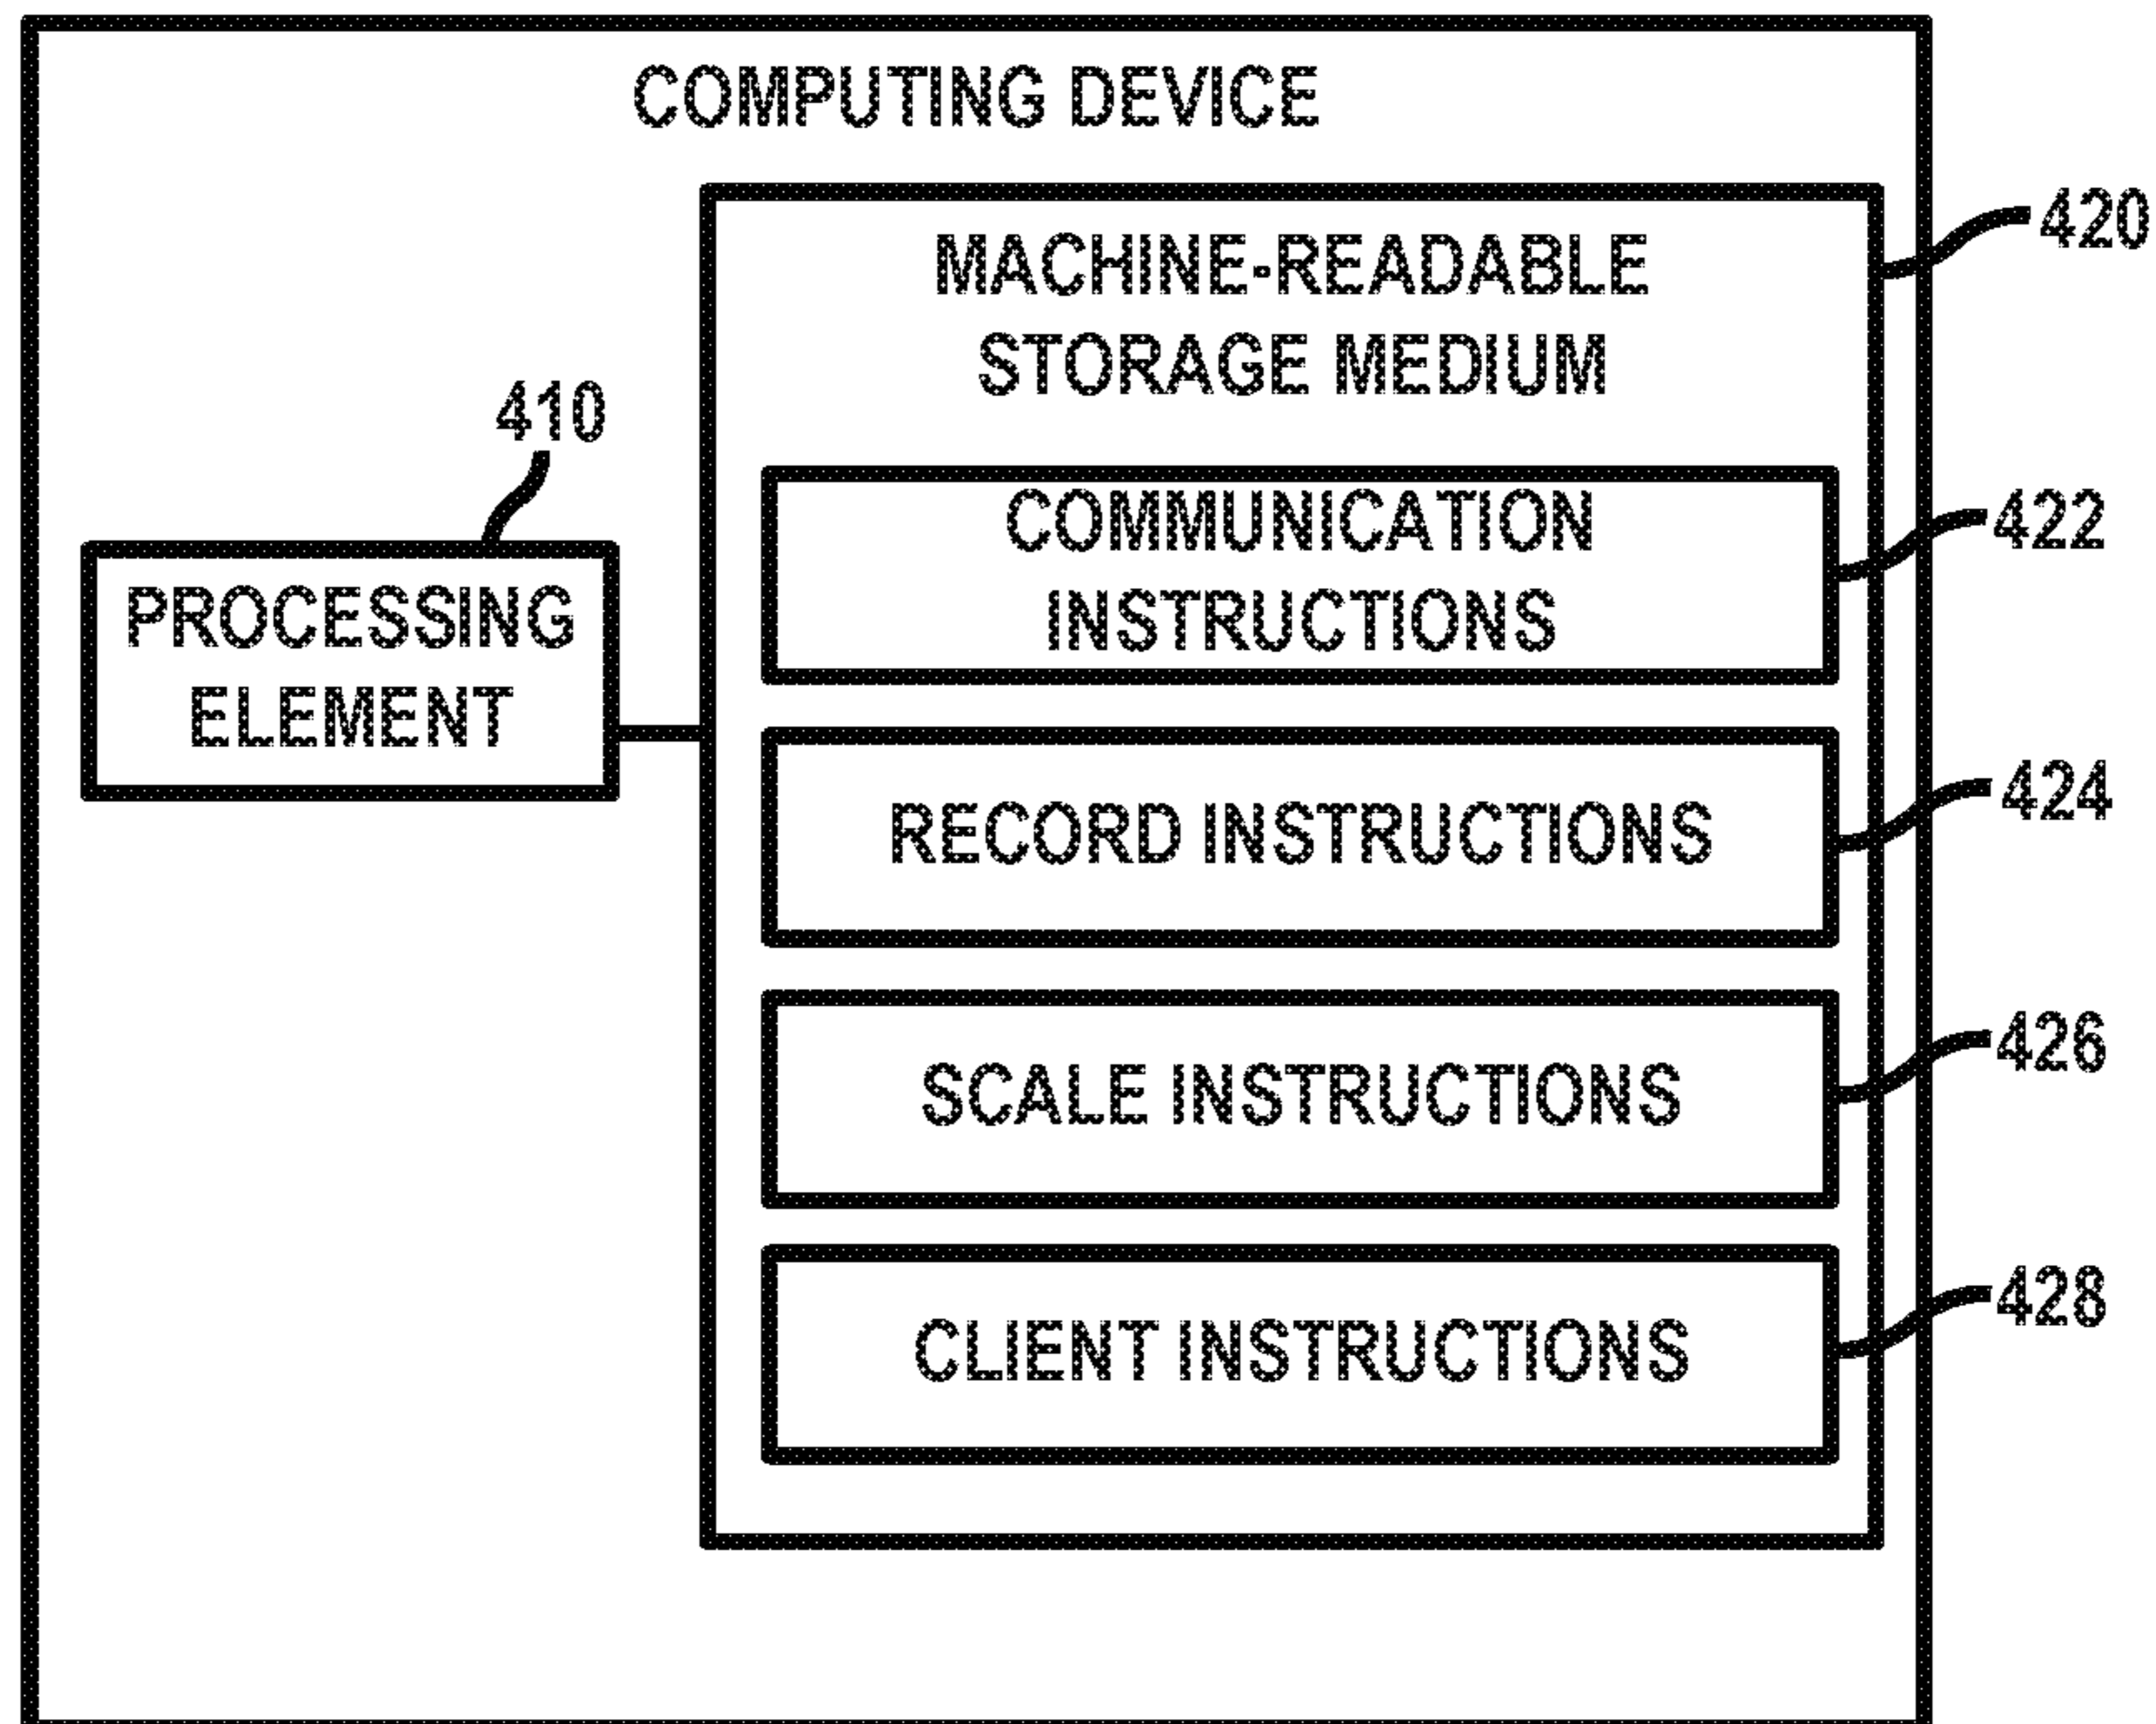 COMPUTING DEVICE
MACHINE-READABLE
STORAGE MEDIUM
420
410
PROCESSING
ELEMENT
COMMUNICATION
INSTRUCTIONS
422
RECORD INSTRUCTIONS
424
SCALE INSTRUCTIONS
426
CLIENT INSTRUCTIONS
428